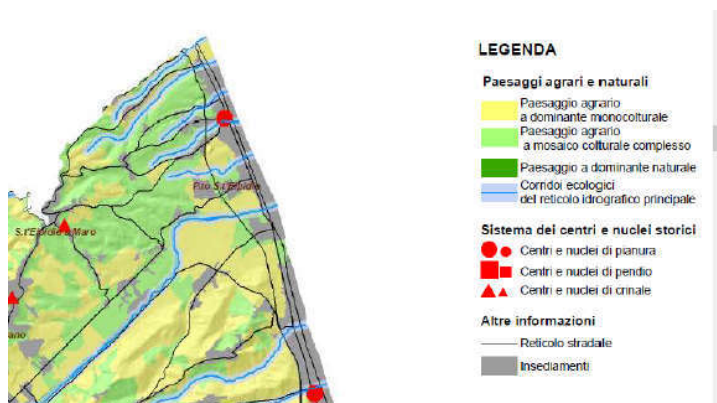 LEGENDA
Paesaggi agrari e naturali
Paesaggio agrario
a dominante monocolturale
Paesaggio agrario
a mosaico colturale complesso
Paesaggio a dominante naturale
Corridoi ecologici
del reticolo idrografico principale
Sistema dei centri e nuclei storici
Centri e nuclei di pianura
Centri e nuclei di pendio
Centri e nuclei di crinale
Altre informazioni
Reticolo stradale
Insediamenti
P.to S.t'Elpidio
S.t'Elpidio a Mare
ano